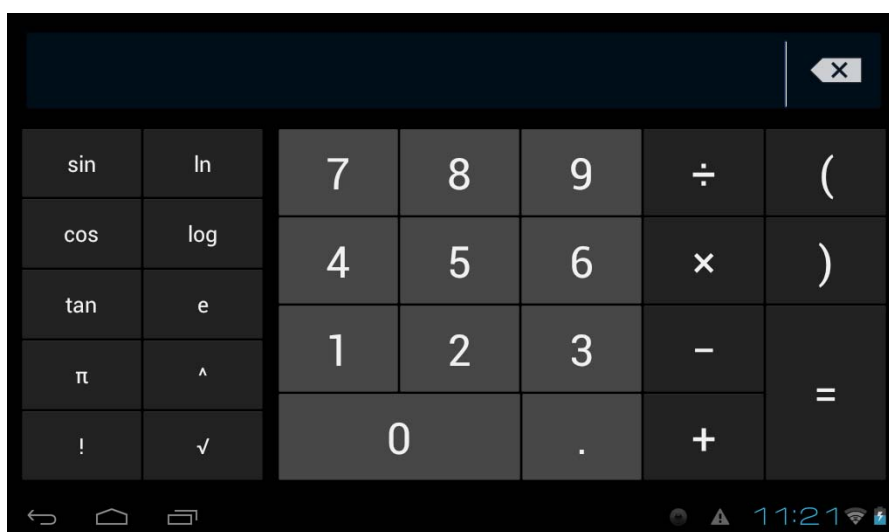 sin ln 7 8 9 ÷ (
cos log 4 5 6 × )
tan e 1 2 3 −
π ^ =
! √ 0 . +
11:21